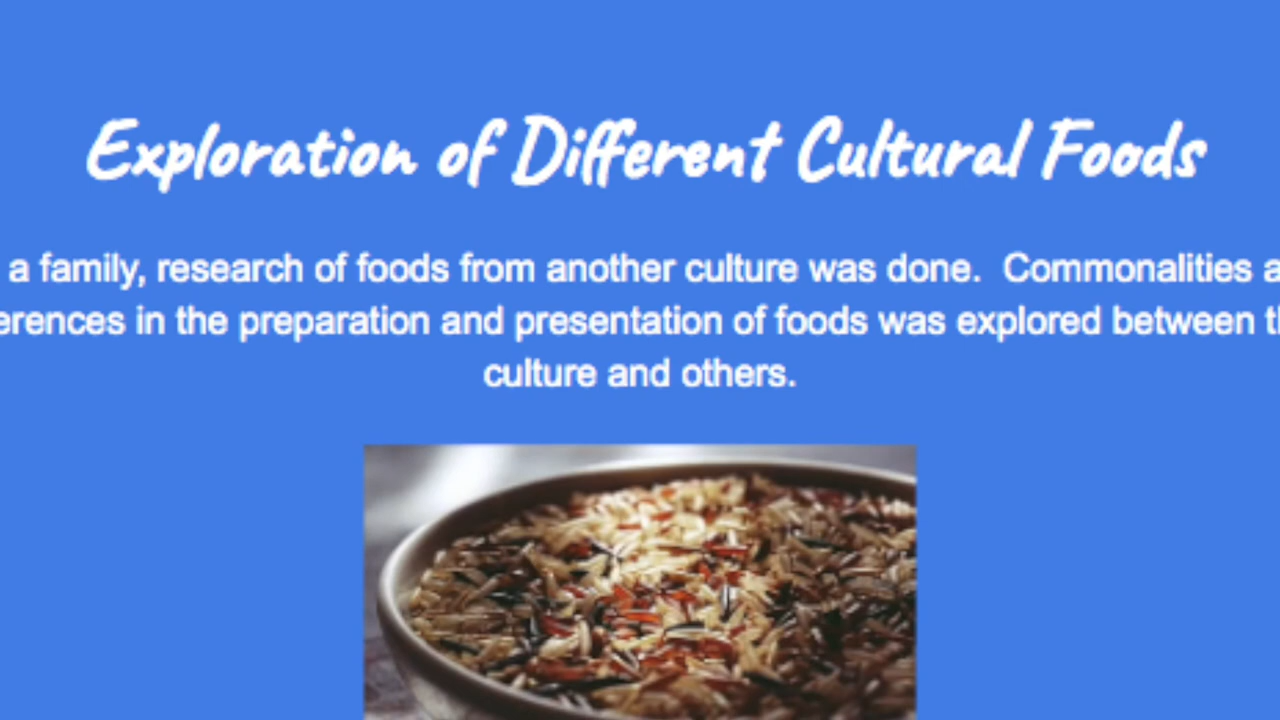 Exploration of Different Cultural Foods
a family, research of foods from another culture was done. Commonalities a
erences in the preparation and presentation of foods was explored between t
culture and others.